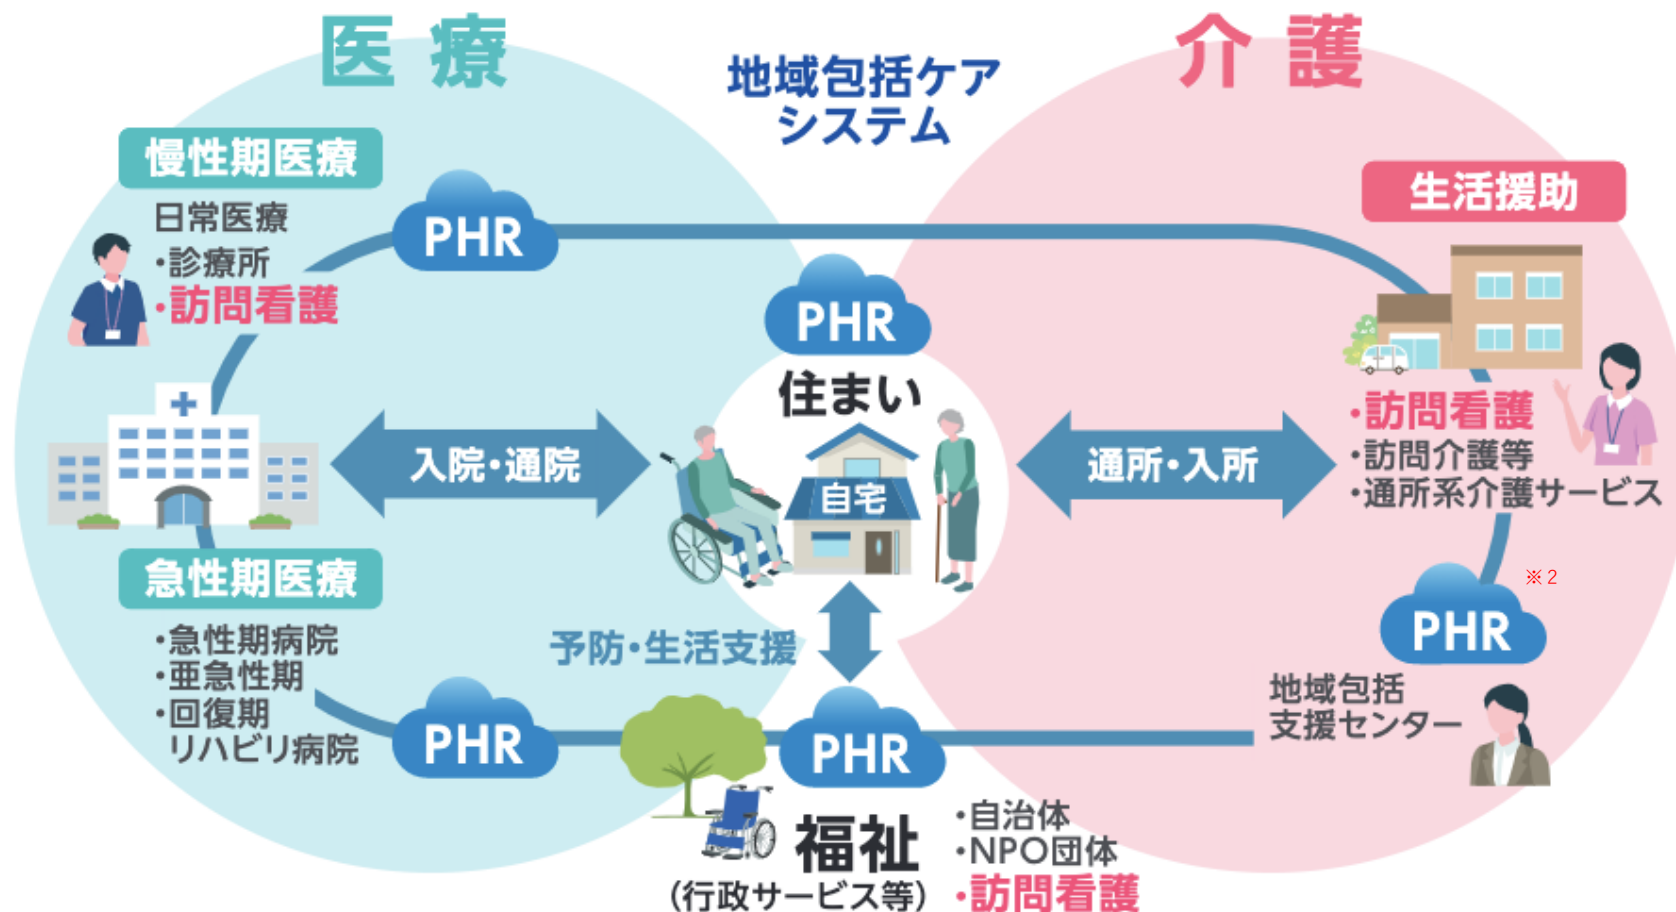 医療
介護
地域包括ケア
システム
慢性期医療
日常医療
・診療所
・訪問看護
PHR
PHR
生活援助
住まい
自宅
入院・通院
通所・入所
・訪問看護
・訪問介護等
・通所系介護サービス
急性期医療
・急性期病院
・亜急性期
・回復期
リハビリ病院
PHR
予防・生活支援
PHR
※2
PHR
地域包括
支援センター
福祉
(行政サービス等)
・自治体
・NPO団体
・訪問看護